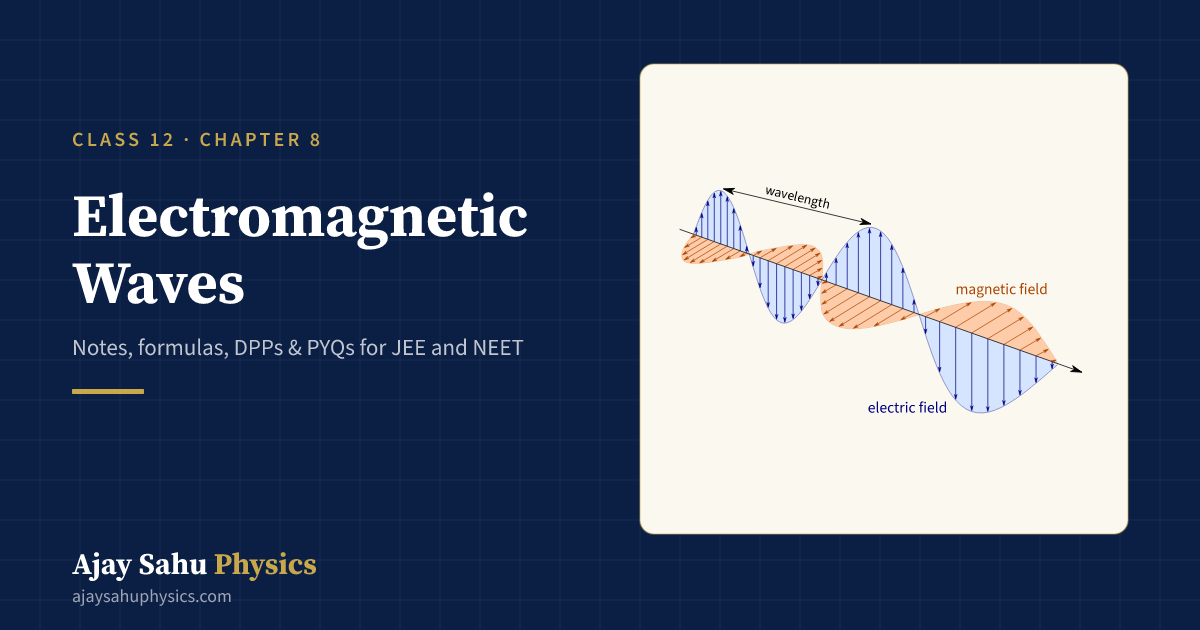 CLASS 12 · CHAPTER 8
Electromagnetic
Waves
Notes, formulas, DPPs & PYQs for JEE and NEET
Ajay Sahu Physics
ajaysahuphysics.com
wavelength
magnetic field
electric field